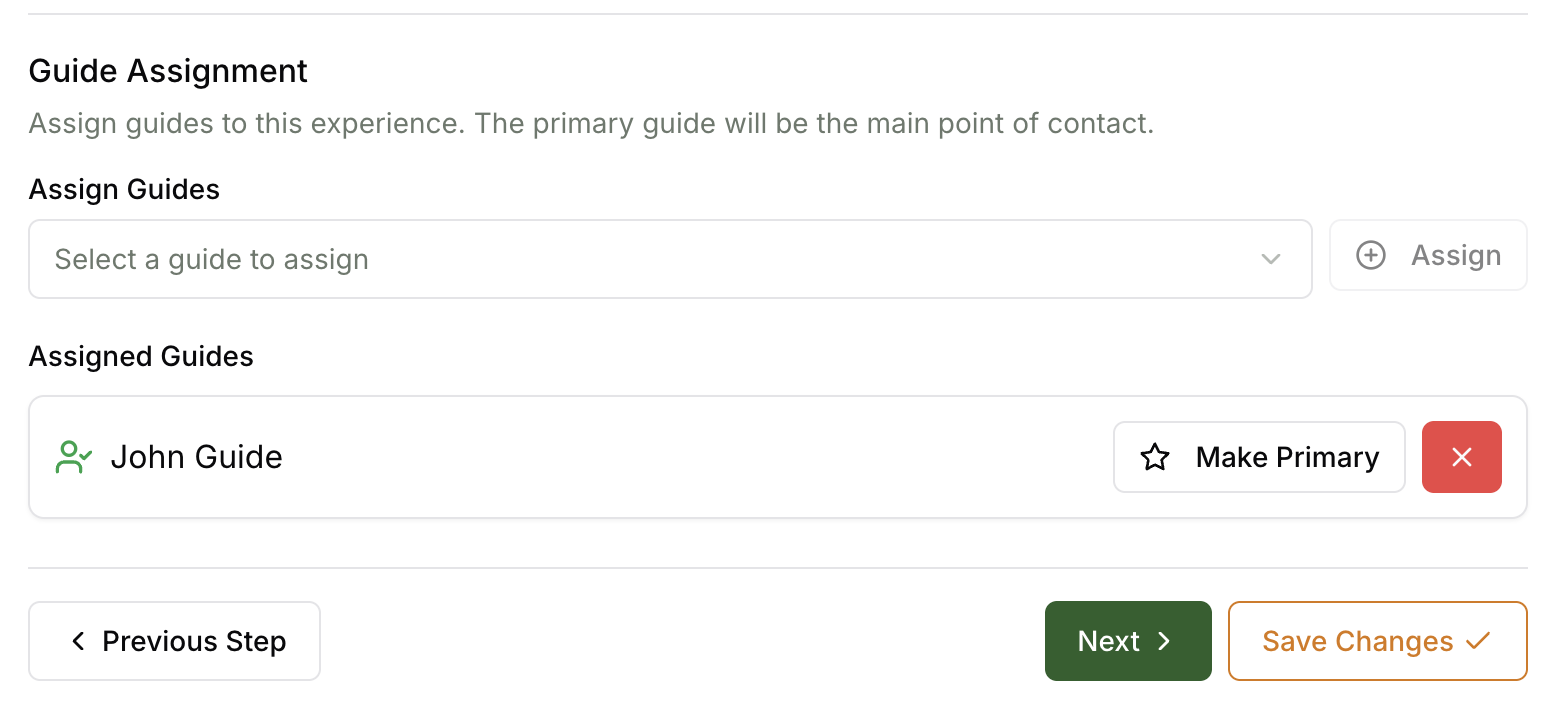 Guide Assignment
Assign guides to this experience. The primary guide will be the main point of contact.
Assign Guides
Select a guide to assign
Assign
Assigned Guides
John Guide
Make Primary
Previous Step
Next
Save Changes